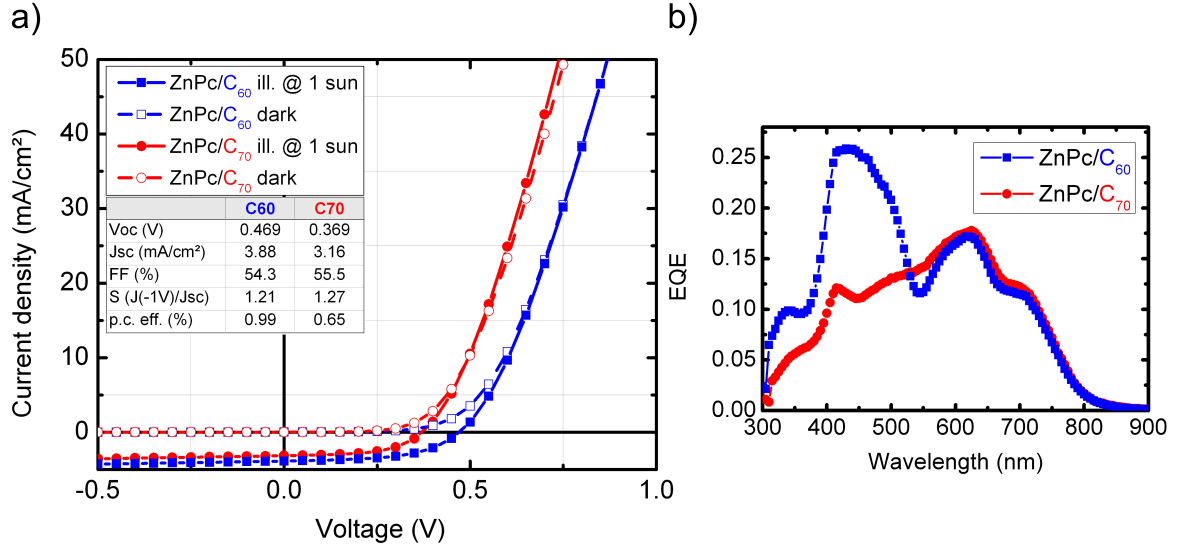 a)
50
40
30
20
10
0
-0.5
0.0
0.5
1.0
Current density (mA/cm²)
Voltage (V)
ZnPc/C60 ill. @ 1 sun
ZnPc/C60 dark
ZnPc/C70 ill. @ 1 sun
ZnPc/C70 dark
C60 C70
Voc (V) 0.469 0.369
Jsc (mA/cm²) 3.88 3.16
FF (%) 54.3 55.5
S (J(-1V)/Jsc) 1.21 1.27
p.c. eff. (%) 0.99 0.65
b)
0.25
0.20
0.15
0.10
0.05
0.00
300 400 500 600 700 800 900
EQE
Wavelength (nm)
ZnPc/C60
ZnPc/C70